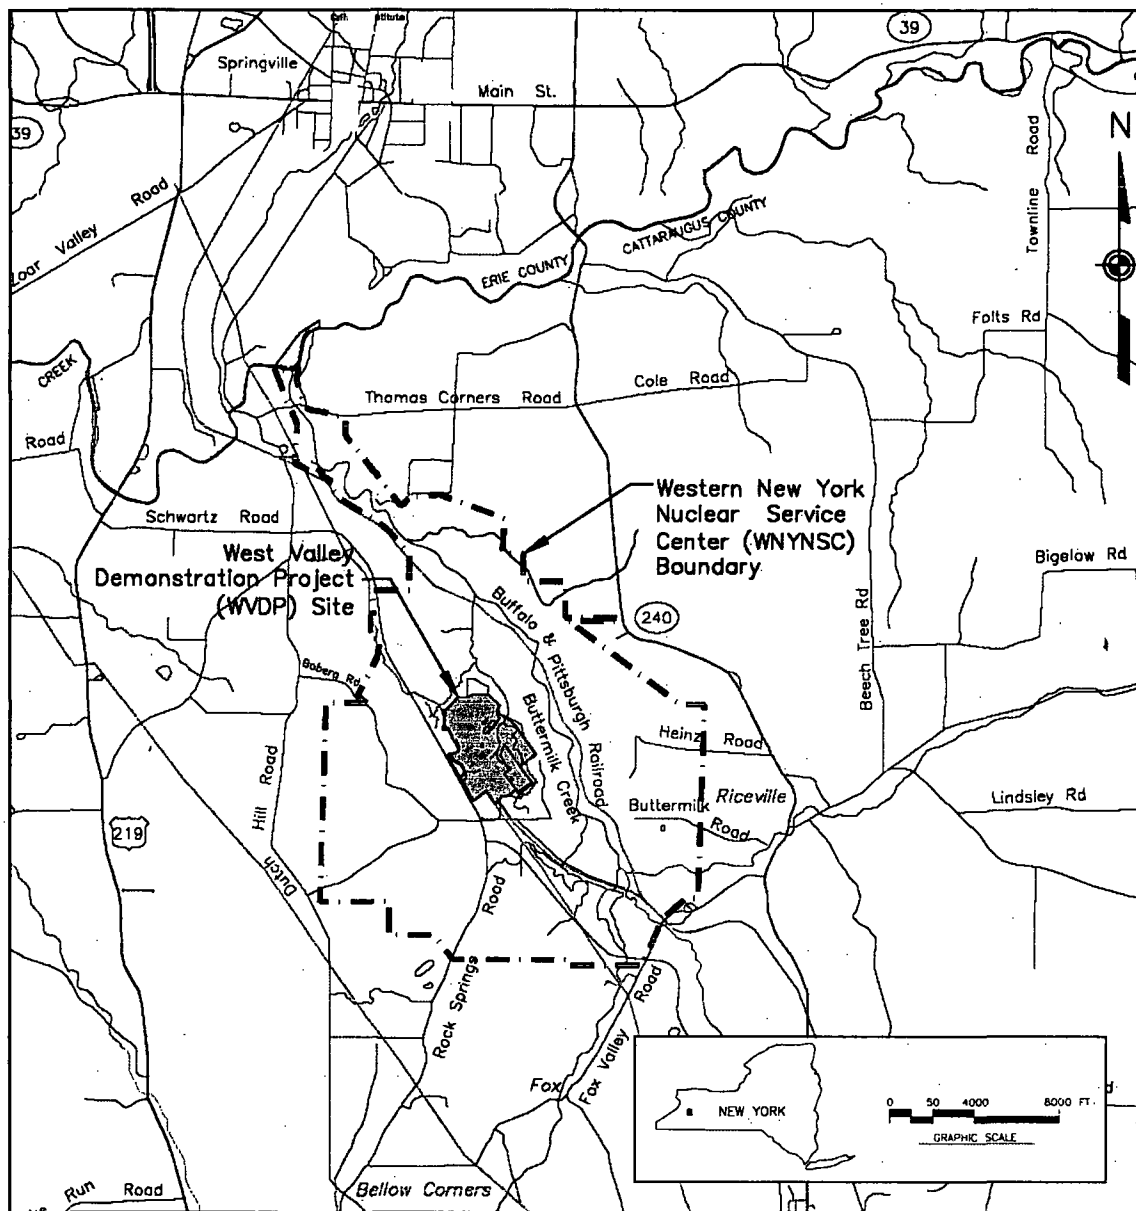 39
Springville
Main St.
39
N
Townline Road
Zoar Valley Road
CATTARAUGUS COUNTY
ERIE COUNTY
Folts Rd
CREEK
Cole Road
Thomas Corners Road
Road
Western New York
Nuclear Service
Center (WNYNSC)
Boundary
Schwartz Road
West Valley
Demonstration Project
(WVDP) Site
Bigelow Rd
Buffalo & Pittsburgh Railroad
240
Beech Tree Rd
Boberg Rd
Buttermilk Creek
Heinz Road
Riceville
Lindsley Rd
Buttermilk
Road
Hill Road
219
Dutch
Rock Springs Road
Fox Valley Road
Fox
NEW YORK
0 50 4000 8000 FT.
GRAPHIC SCALE
Run Road
Bellow Corners